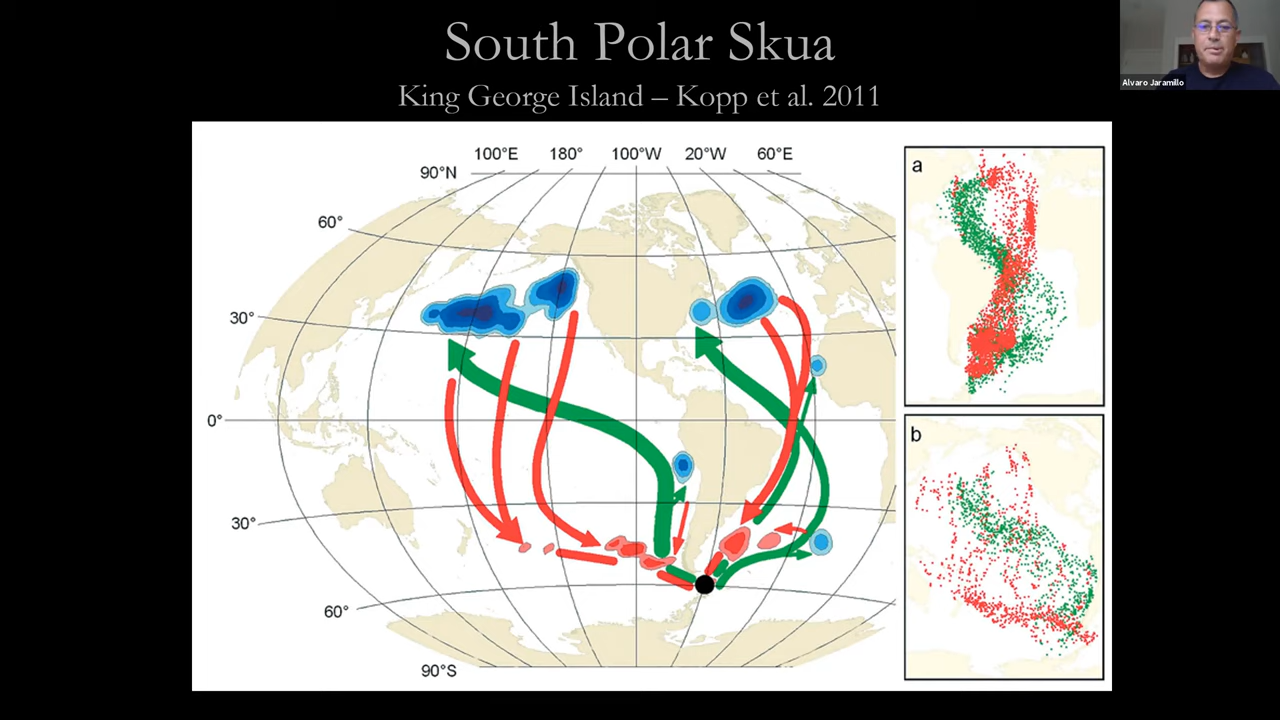 South Polar Skua
King George Island – Kopp et al. 2011
Alvaro Jaramillo
100°E 180° 100°W 20°W 60°E
90°N
60°
30°
0°
30°
60°
90°S
a
b